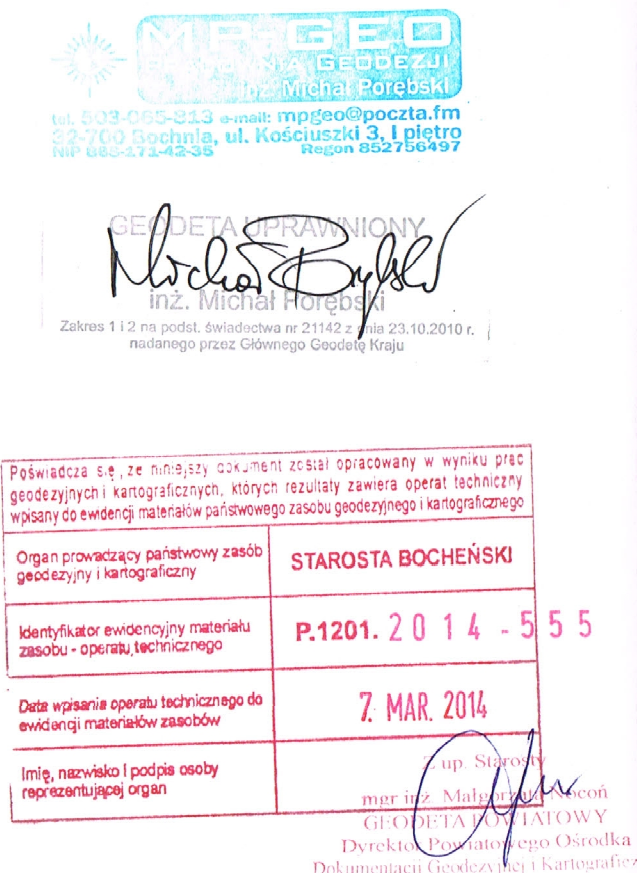 MP-GEO
GEODEZJI
inż. Michał Porębski
tel. 503-065-813 e-mail: mpgeo@poczta.fm
32-700 Bochnia, ul. Kościuszki 3, I piętro
NIP 868-171-42-35 Regon 852756497
GEODETA UPRAWNIONY
inż. Michał Porębski
Zakres 1 i 2 na podst. świadectwa nr 21142 z dnia 23.10.2010 r.
nadanego przez Głównego Geodetę Kraju
Poświadcza się, że niniejszy dokument został opracowany w wyniku prac
geodezyjnych i kartograficznych, których rezultaty zawiera operat techniczny
wpisany do ewidencji materiałów państwowego zasobu geodezyjnego i kartograficznego
Organ prowadzący państwowy zasób
geodezyjny i kartograficzny
STAROSTA BOCHEŃSKI
Identyfikator ewidencyjny materiału
zasobu - operatu technicznego
P.1201. 2014 - 555
Data wpisania operatu technicznego do
ewidencji materiałów zasobów
7. MAR. 2014
Imię, nazwisko i podpis osoby
reprezentującej organ
Z up. Starosty
mgr inż. Małgorzata Nocoń
GEODETA POWIATOWY
Dyrektor Powiatowego Ośrodka
Dokumentacji Geodezyjnej i Kartograficz